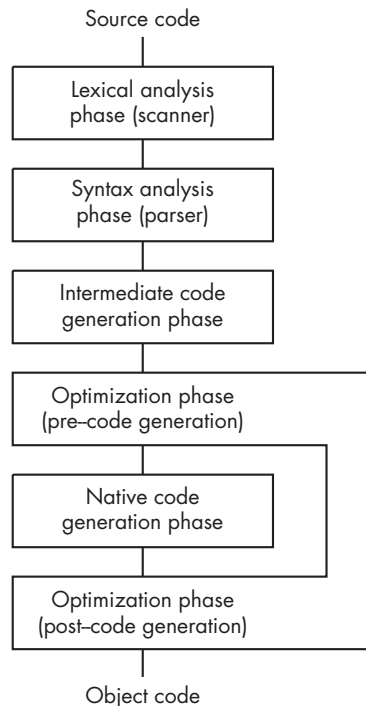 Source code
Lexical analysis
phase (scanner)
Syntax analysis
phase (parser)
Intermediate code
generation phase
Optimization phase
(pre–code generation)
Native code
generation phase
Optimization phase
(post–code generation)
Object code